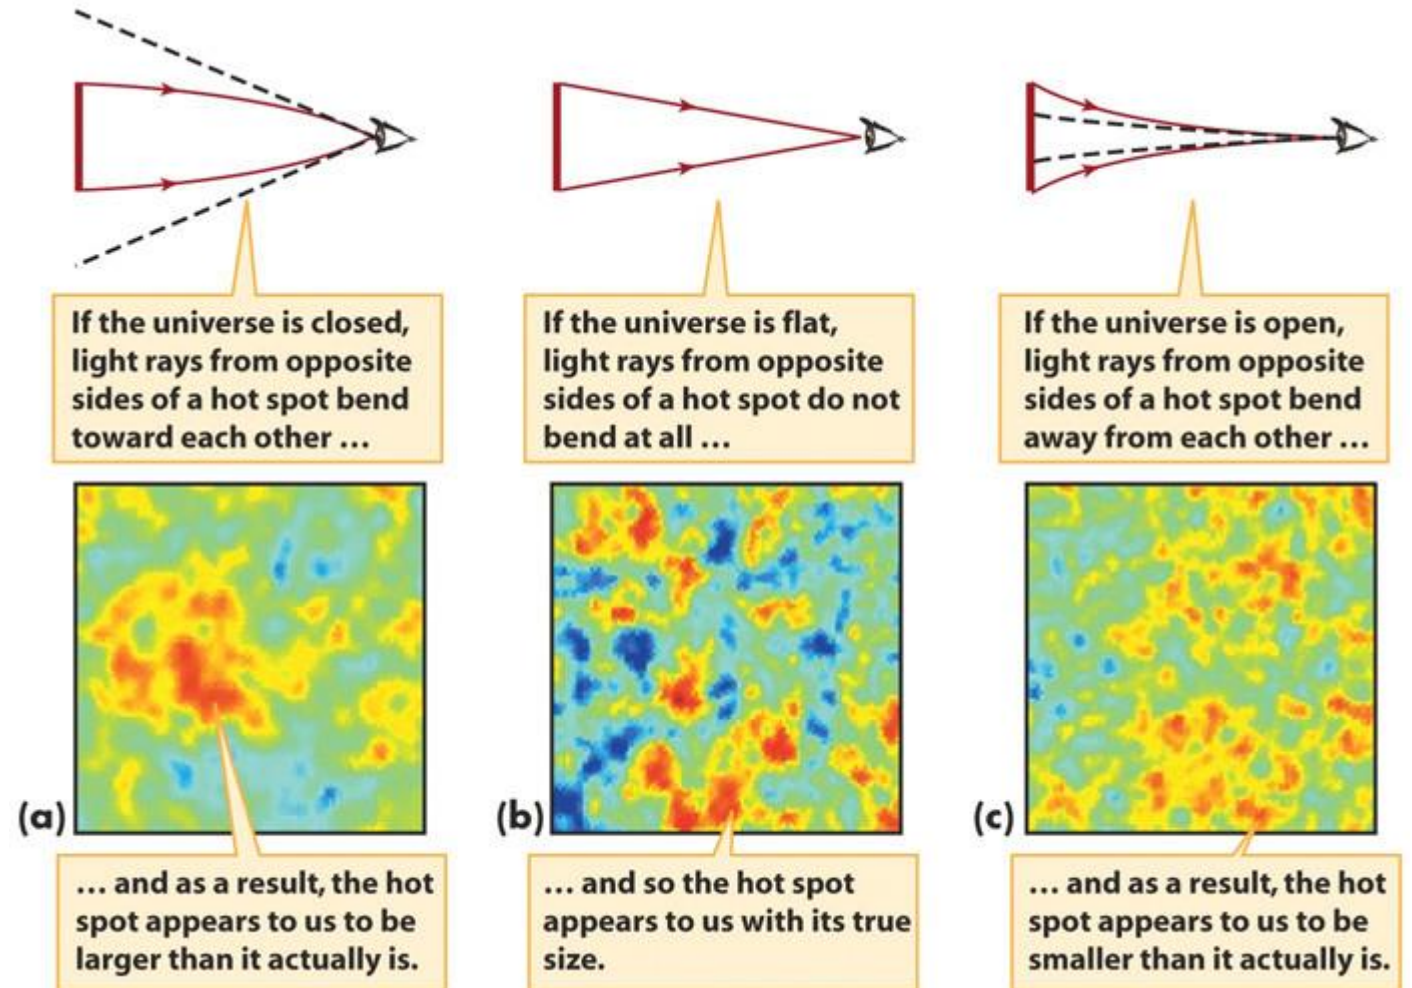 If the universe is closed,
light rays from opposite
sides of a hot spot bend
toward each other ...
If the universe is flat,
light rays from opposite
sides of a hot spot do not
bend at all ...
If the universe is open,
light rays from opposite
sides of a hot spot bend
away from each other ...
(a)
(b)
(c)
... and as a result, the hot
spot appears to us to be
larger than it actually is.
... and so the hot spot
appears to us with its true
size.
... and as a result, the hot
spot appears to us to be
smaller than it actually is.